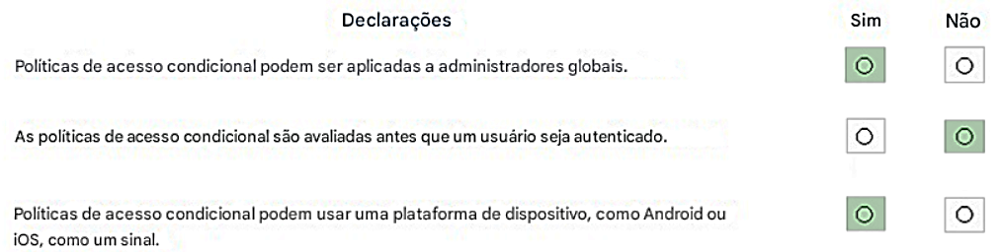 Declarações Sim Não
Políticas de acesso condicional podem ser aplicadas a administradores globais.
As políticas de acesso condicional são avaliadas antes que um usuário seja autenticado.
Políticas de acesso condicional podem usar uma plataforma de dispositivo, como Android ou
iOS, como um sinal.